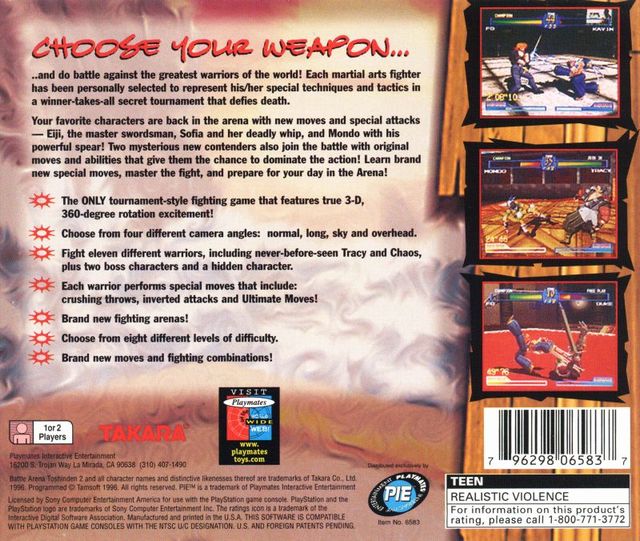 CHOOSE YOUR WEAPON...
..and do battle against the greatest warriors of the world! Each martial arts fighter
has been personally selected to represent his/her special techniques and tactics in
a winner-takes-all secret tournament that defies death.
Your favorite characters are back in the arena with new moves and special attacks
— Eiji, the master swordsman, Sofia and her deadly whip, and Mondo with his
powerful spear! Two mysterious new contenders also join the battle with original
moves and abilities that give them the chance to dominate the action! Learn brand
new special moves, master the fight, and prepare for your day in the Arena!
The ONLY tournament-style fighting game that features true 3-D,
360-degree rotation excitement!
Choose from four different camera angles: normal, long, sky and overhead.
Fight eleven different warriors, including never-before-seen Tracy and Chaos,
plus two boss characters and a hidden character.
Each warrior performs special moves that include:
crushing throws, inverted attacks and Ultimate Moves!
Brand new fighting arenas!
Choose from eight different levels of difficulty.
Brand new moves and fighting combinations!
CHAMPION
FO
KAYIN
CHAMPION
MONDO
TRACY
CHAMPION
FREE PLAY
FO
DUKE
1 or 2
Players
TAKARA
VISIT
Playmates
WORLD
WIDE
WEB!
www.
playmates
toys.com
Playmates Interactive Entertainment
16200 S. Trojan Way La Mirada, CA 90638 (310) 407-1490
Battle Arena Toshinden 2 and all character names and distinctive likenesses thereof are trademarks of Takara Co., Ltd.
1996. Programmed © Tamsoft 1996. All rights reserved. PIE™ is a trademark of Playmates Interactive Entertainment
Licensed by Sony Computer Entertainment America for use with the PlayStation game console. PlayStation and the
PlayStation logo are trademarks of Sony Computer Entertainment Inc. The ratings icon is a trademark of the
Interactive Digital Software Association. Manufactured and printed in the U.S.A. THIS SOFTWARE IS COMPATIBLE
WITH PLAYSTATION GAME CONSOLES WITH THE NTSC U/C DESIGNATION. U.S. AND FOREIGN PATENTS PENDING.
Distributed exclusively by
PLAYMATES
INTERACTIVE
ENTERTAINMENT
PIE
Item No. 6583
7 96298 06583 7
TEEN
REALISTIC VIOLENCE
For information on this product's
rating, please call 1-800-771-3772